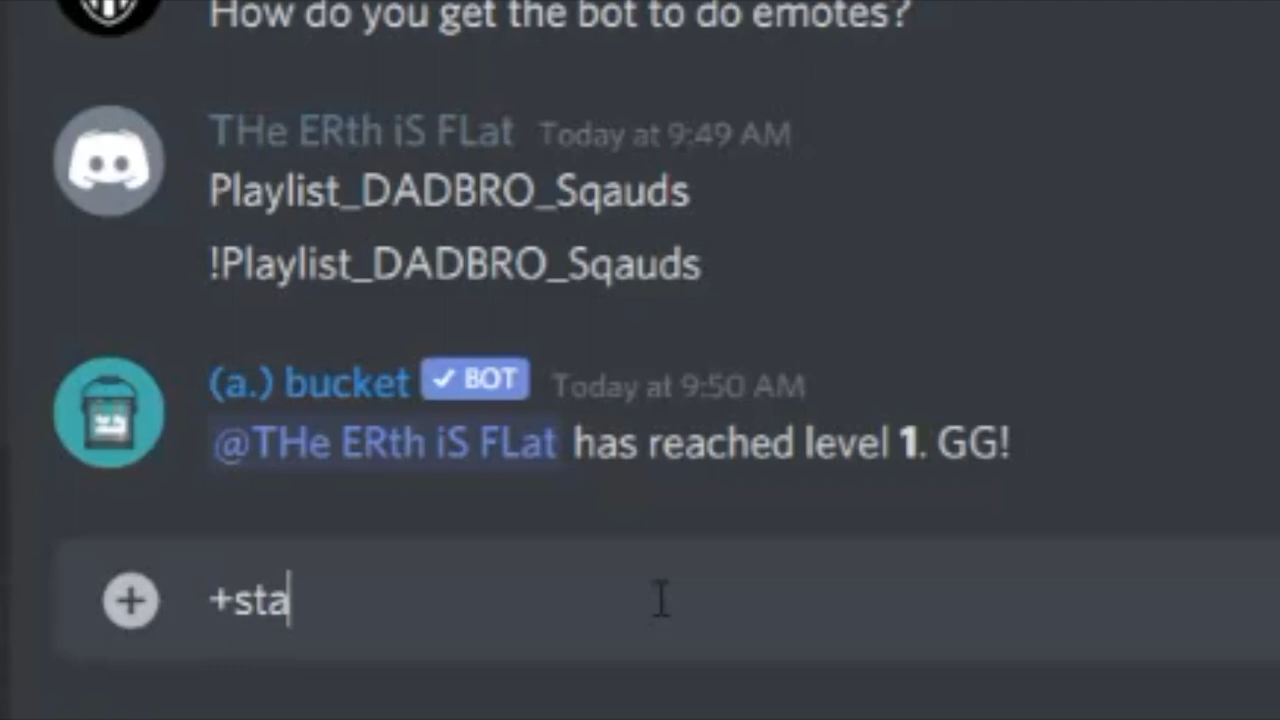 How do you get the bot to do emotes?
THe ERth iS FLat Today at 9:49 AM
Playlist_DADBRO_Sqauds
!Playlist_DADBRO_Sqauds
(a.) bucket ✓ BOT Today at 9:50 AM
@THe ERth iS FLat has reached level 1. GG!
+sta